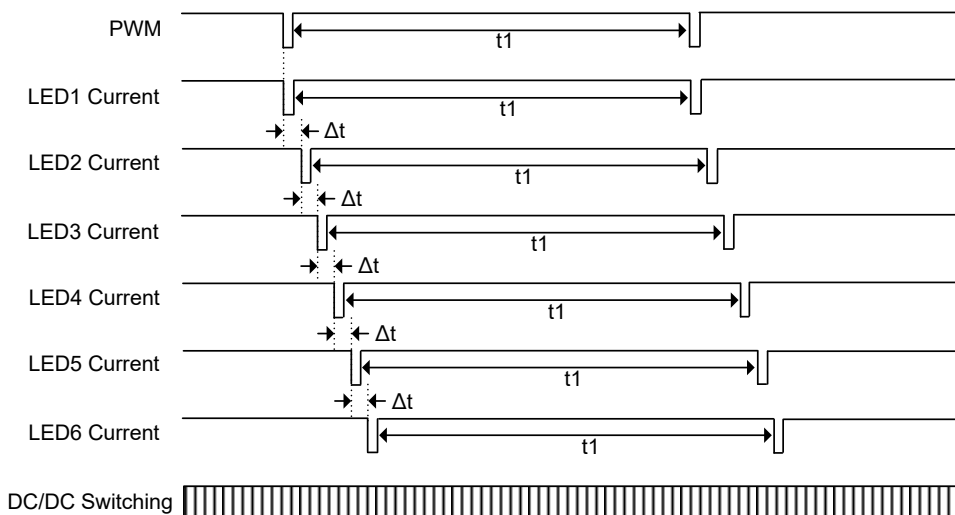 PWM
t1
LED1 Current
t1
Δt
LED2 Current
t1
Δt
LED3 Current
t1
Δt
LED4 Current
t1
Δt
LED5 Current
t1
Δt
LED6 Current
t1
DC/DC Switching